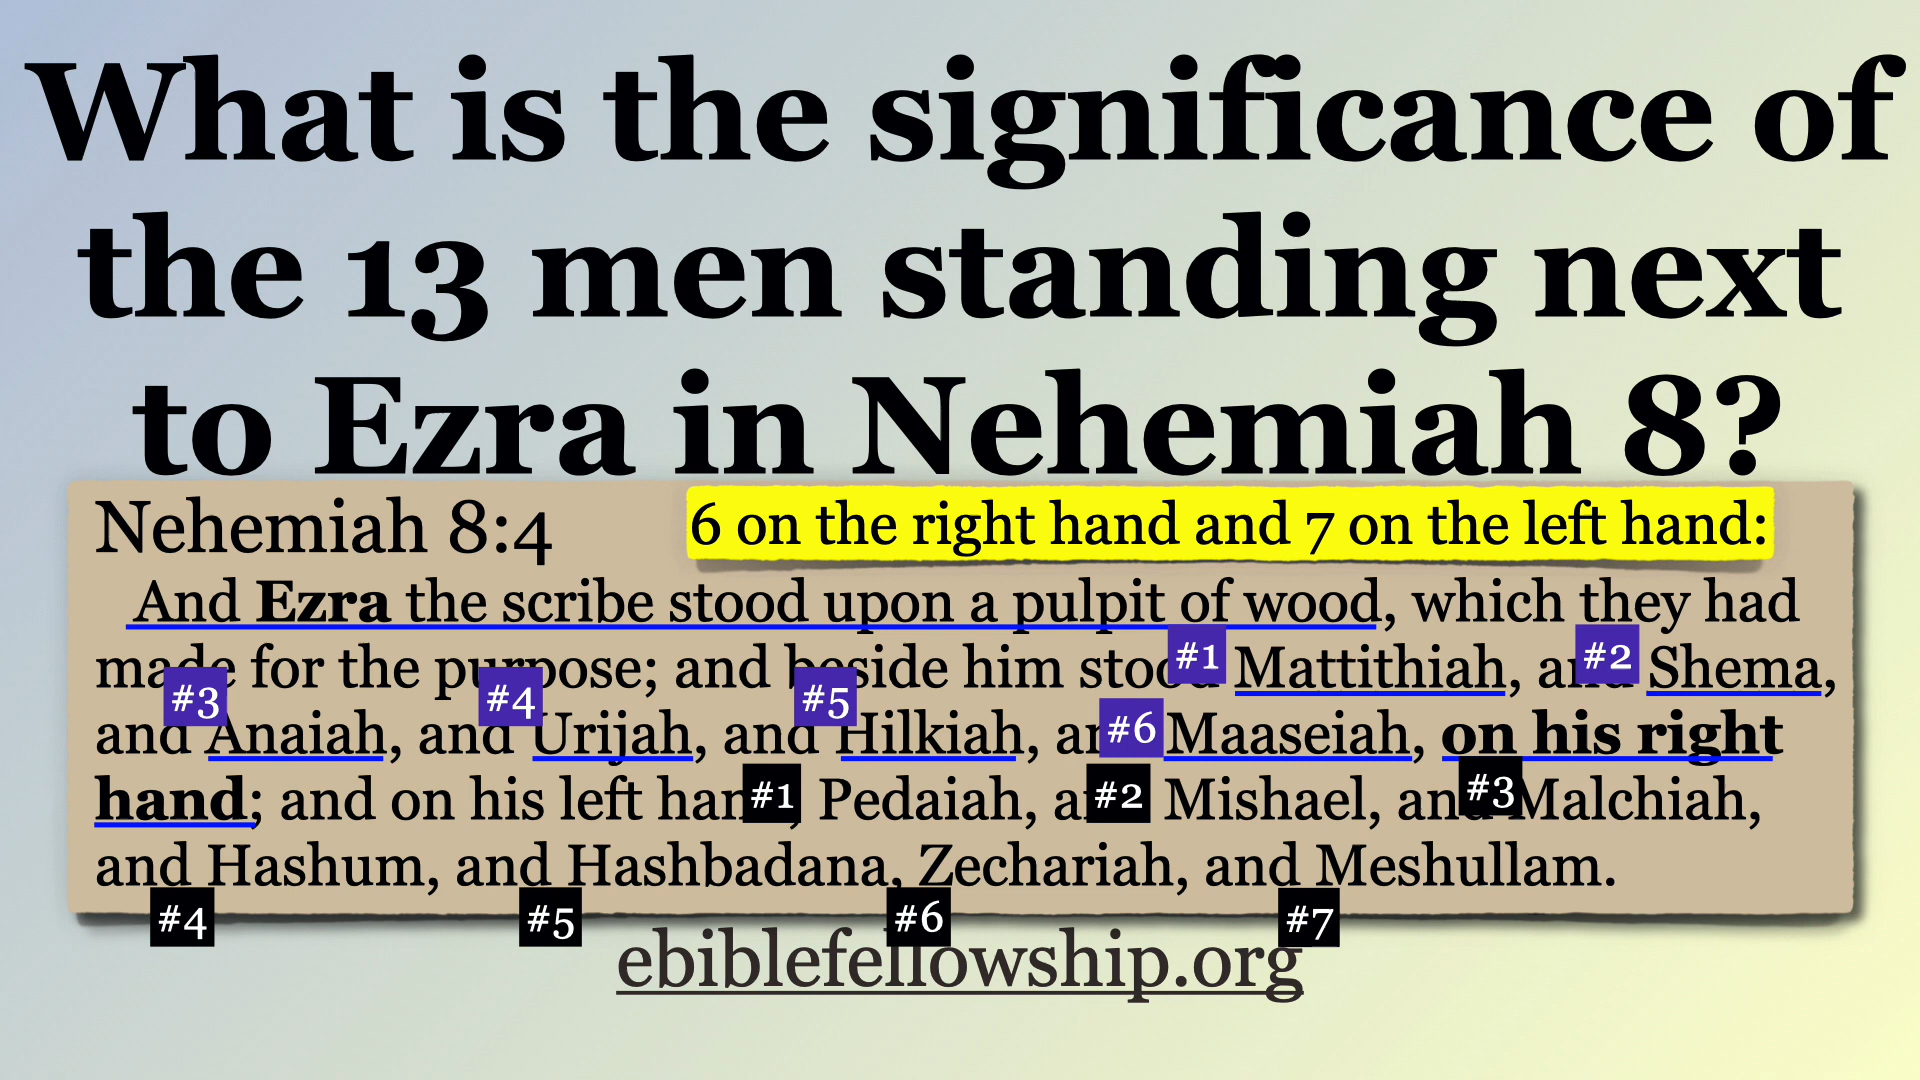 What is the significance of
the 13 men standing next
to Ezra in Nehemiah 8?
Nehemiah 8:4
6 on the right hand and 7 on the left hand:
And Ezra the scribe stood upon a pulpit of wood, which they had
made for the purpose; and beside him stood #1 Mattithiah, and #2 Shema,
#3 #4 #5 #6
and Anaiah, and Urijah, and Hilkiah, and Maaseiah, on his right
hand; and on his left hand, #1 Pedaiah, and #2 Mishael, and #3 Malchiah,
and Hashum, and Hashbadana, Zechariah, and Meshullam.
#4 #5 #6 #7
ebiblefellowship.org